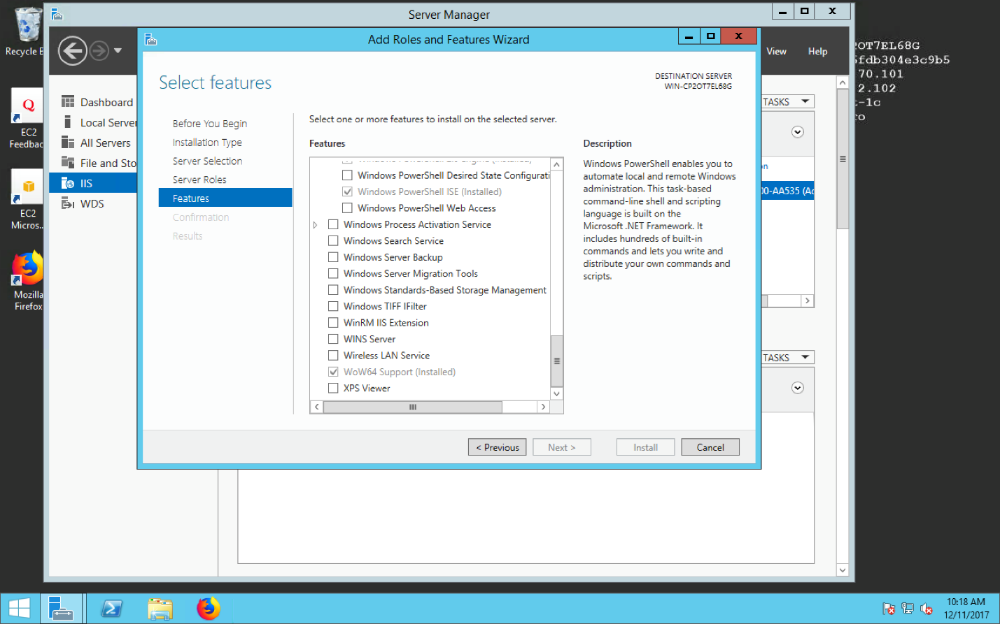 Recycle
EC2
Feedbac
EC2
Micros...
Mozilla
Firefox
Server Manager
View
Help
Dashboard
Local Server
All Servers
File and Sto
IIS
WDS
TASKS
00-AA535 (Ac
TASKS
OT7EL68G
fdb304e3c9b5
70.101
2.102
t-1c
ro
Add Roles and Features Wizard
Select features
DESTINATION SERVER
WIN-CP2OT7EL68G
Before You Begin
Installation Type
Server Selection
Server Roles
Features
Confirmation
Results
Select one or more features to install on the selected server.
Features
Windows PowerShell Desired State Configurati
Windows PowerShell ISE (Installed)
Windows PowerShell Web Access
Windows Process Activation Service
Windows Search Service
Windows Server Backup
Windows Server Migration Tools
Windows Standards-Based Storage Management
Windows TIFF IFilter
WinRM IIS Extension
WINS Server
Wireless LAN Service
WoW64 Support (Installed)
XPS Viewer
Description
Windows PowerShell enables you to
automate local and remote Windows
administration. This task-based
command-line shell and scripting
language is built on the
Microsoft .NET Framework. It
includes hundreds of built-in
commands and lets you write and
distribute your own commands and
scripts.
< Previous
Next >
Install
Cancel
10:18 AM
12/11/2017